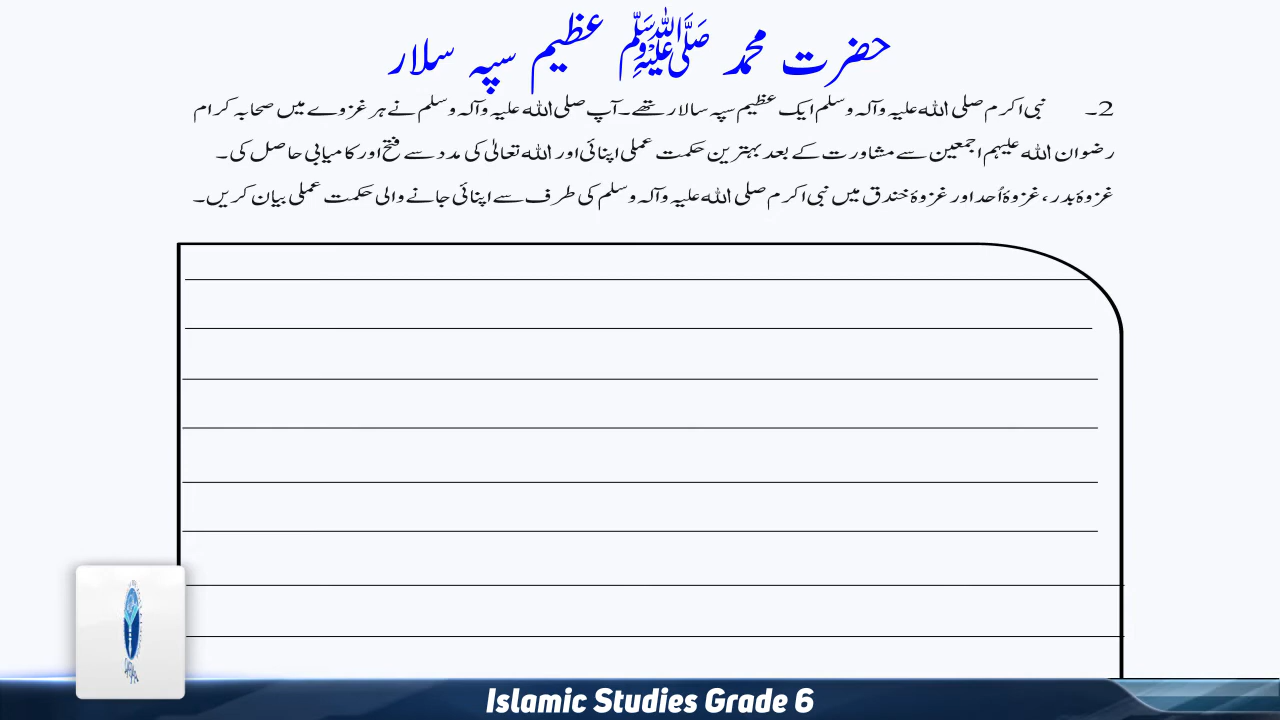 حضرت محمد ﷺ عظیم سپہ سلار
2۔ نبی اکرم صلی اللہ علیہ وآلہ وسلم ایک عظیم سپہ سالار تھے۔ آپ صلی اللہ علیہ وآلہ وسلم نے ہر غزوے میں صحابہ کرام
رضوان اللہ علیہم اجمعین سے مشاورت کے بعد بہترین حکمت عملی اپنائی اور اللہ تعالیٰ کی مدد سے فتح اور کامیابی حاصل کی۔
غزوۂ بدر، غزوۂ اُحد اور غزوۂ خندق میں نبی اکرم صلی اللہ علیہ وآلہ وسلم کی طرف سے اپنائی جانے والی حکمت عملی بیان کریں۔
Islamic Studies Grade 6